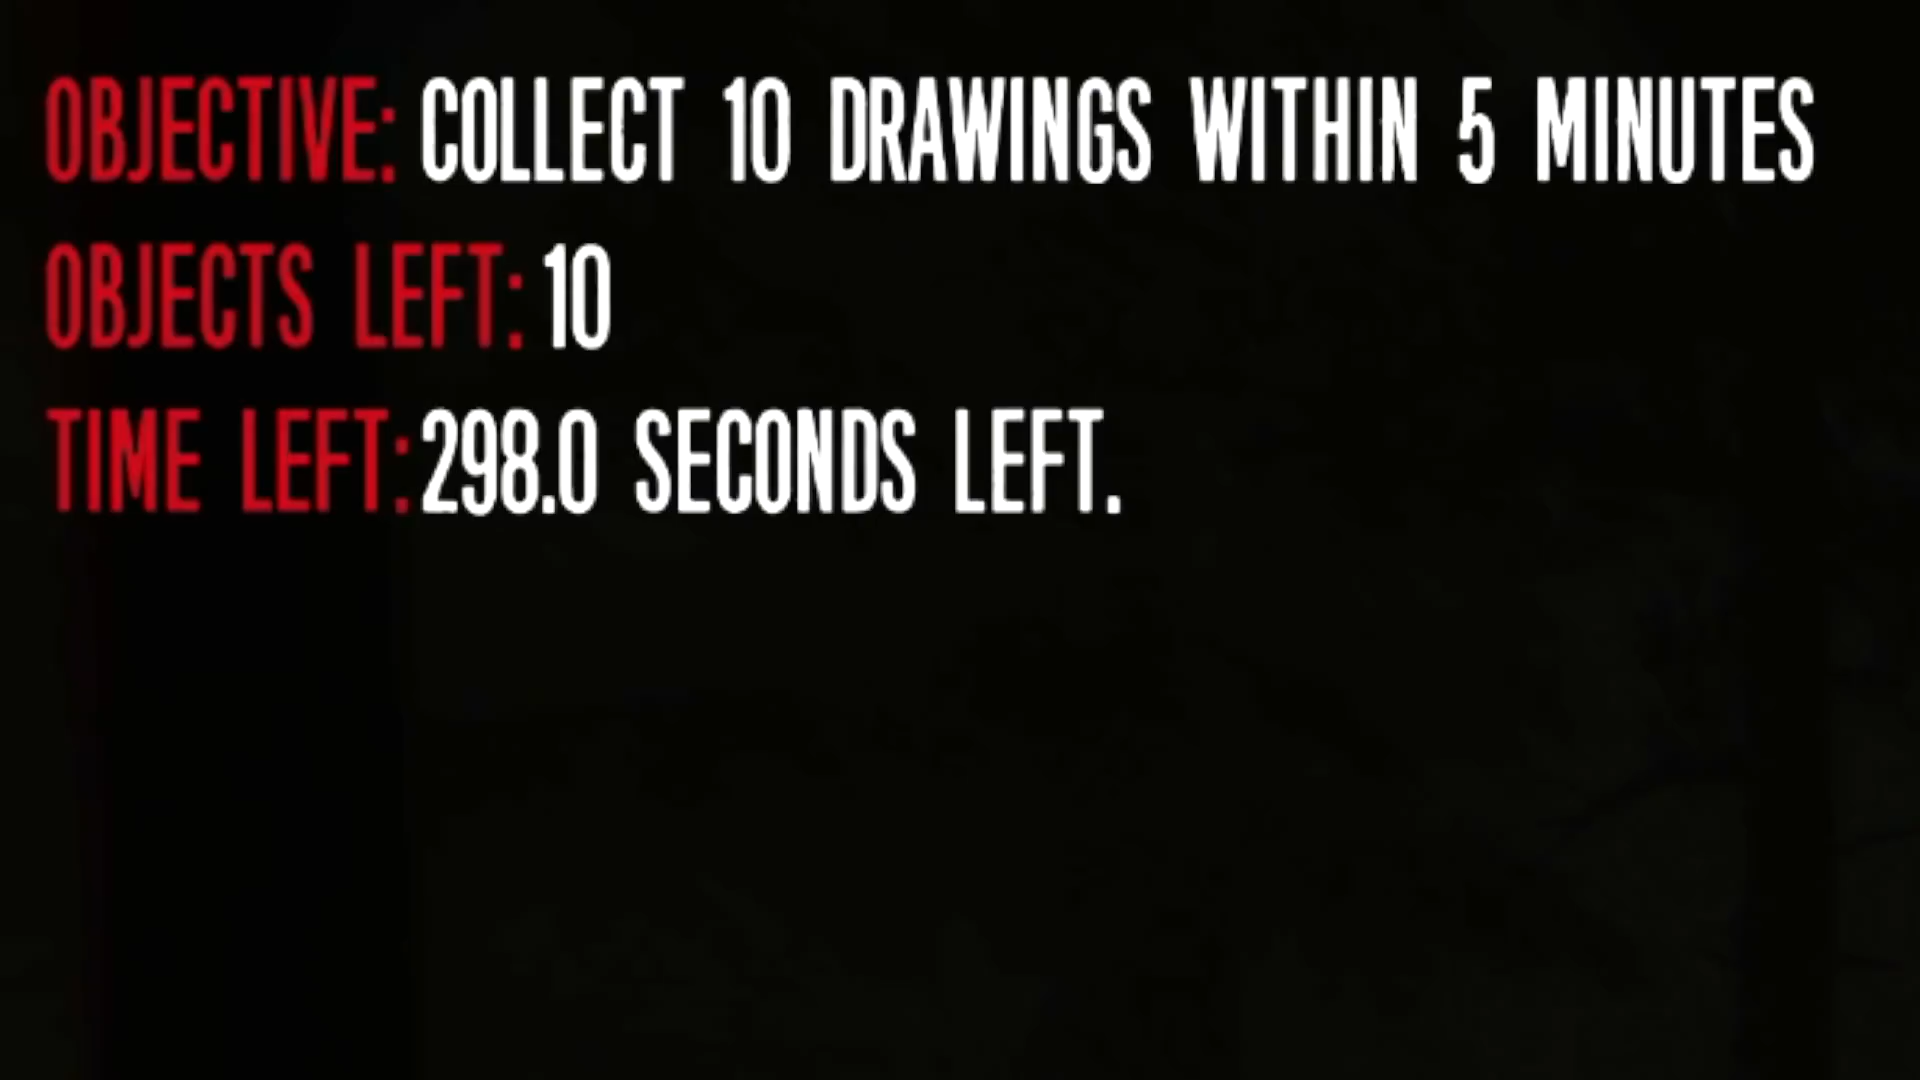 OBJECTIVE: COLLECT 10 DRAWINGS WITHIN 5 MINUTES
OBJECTS LEFT: 10
TIME LEFT: 298.0 SECONDS LEFT.